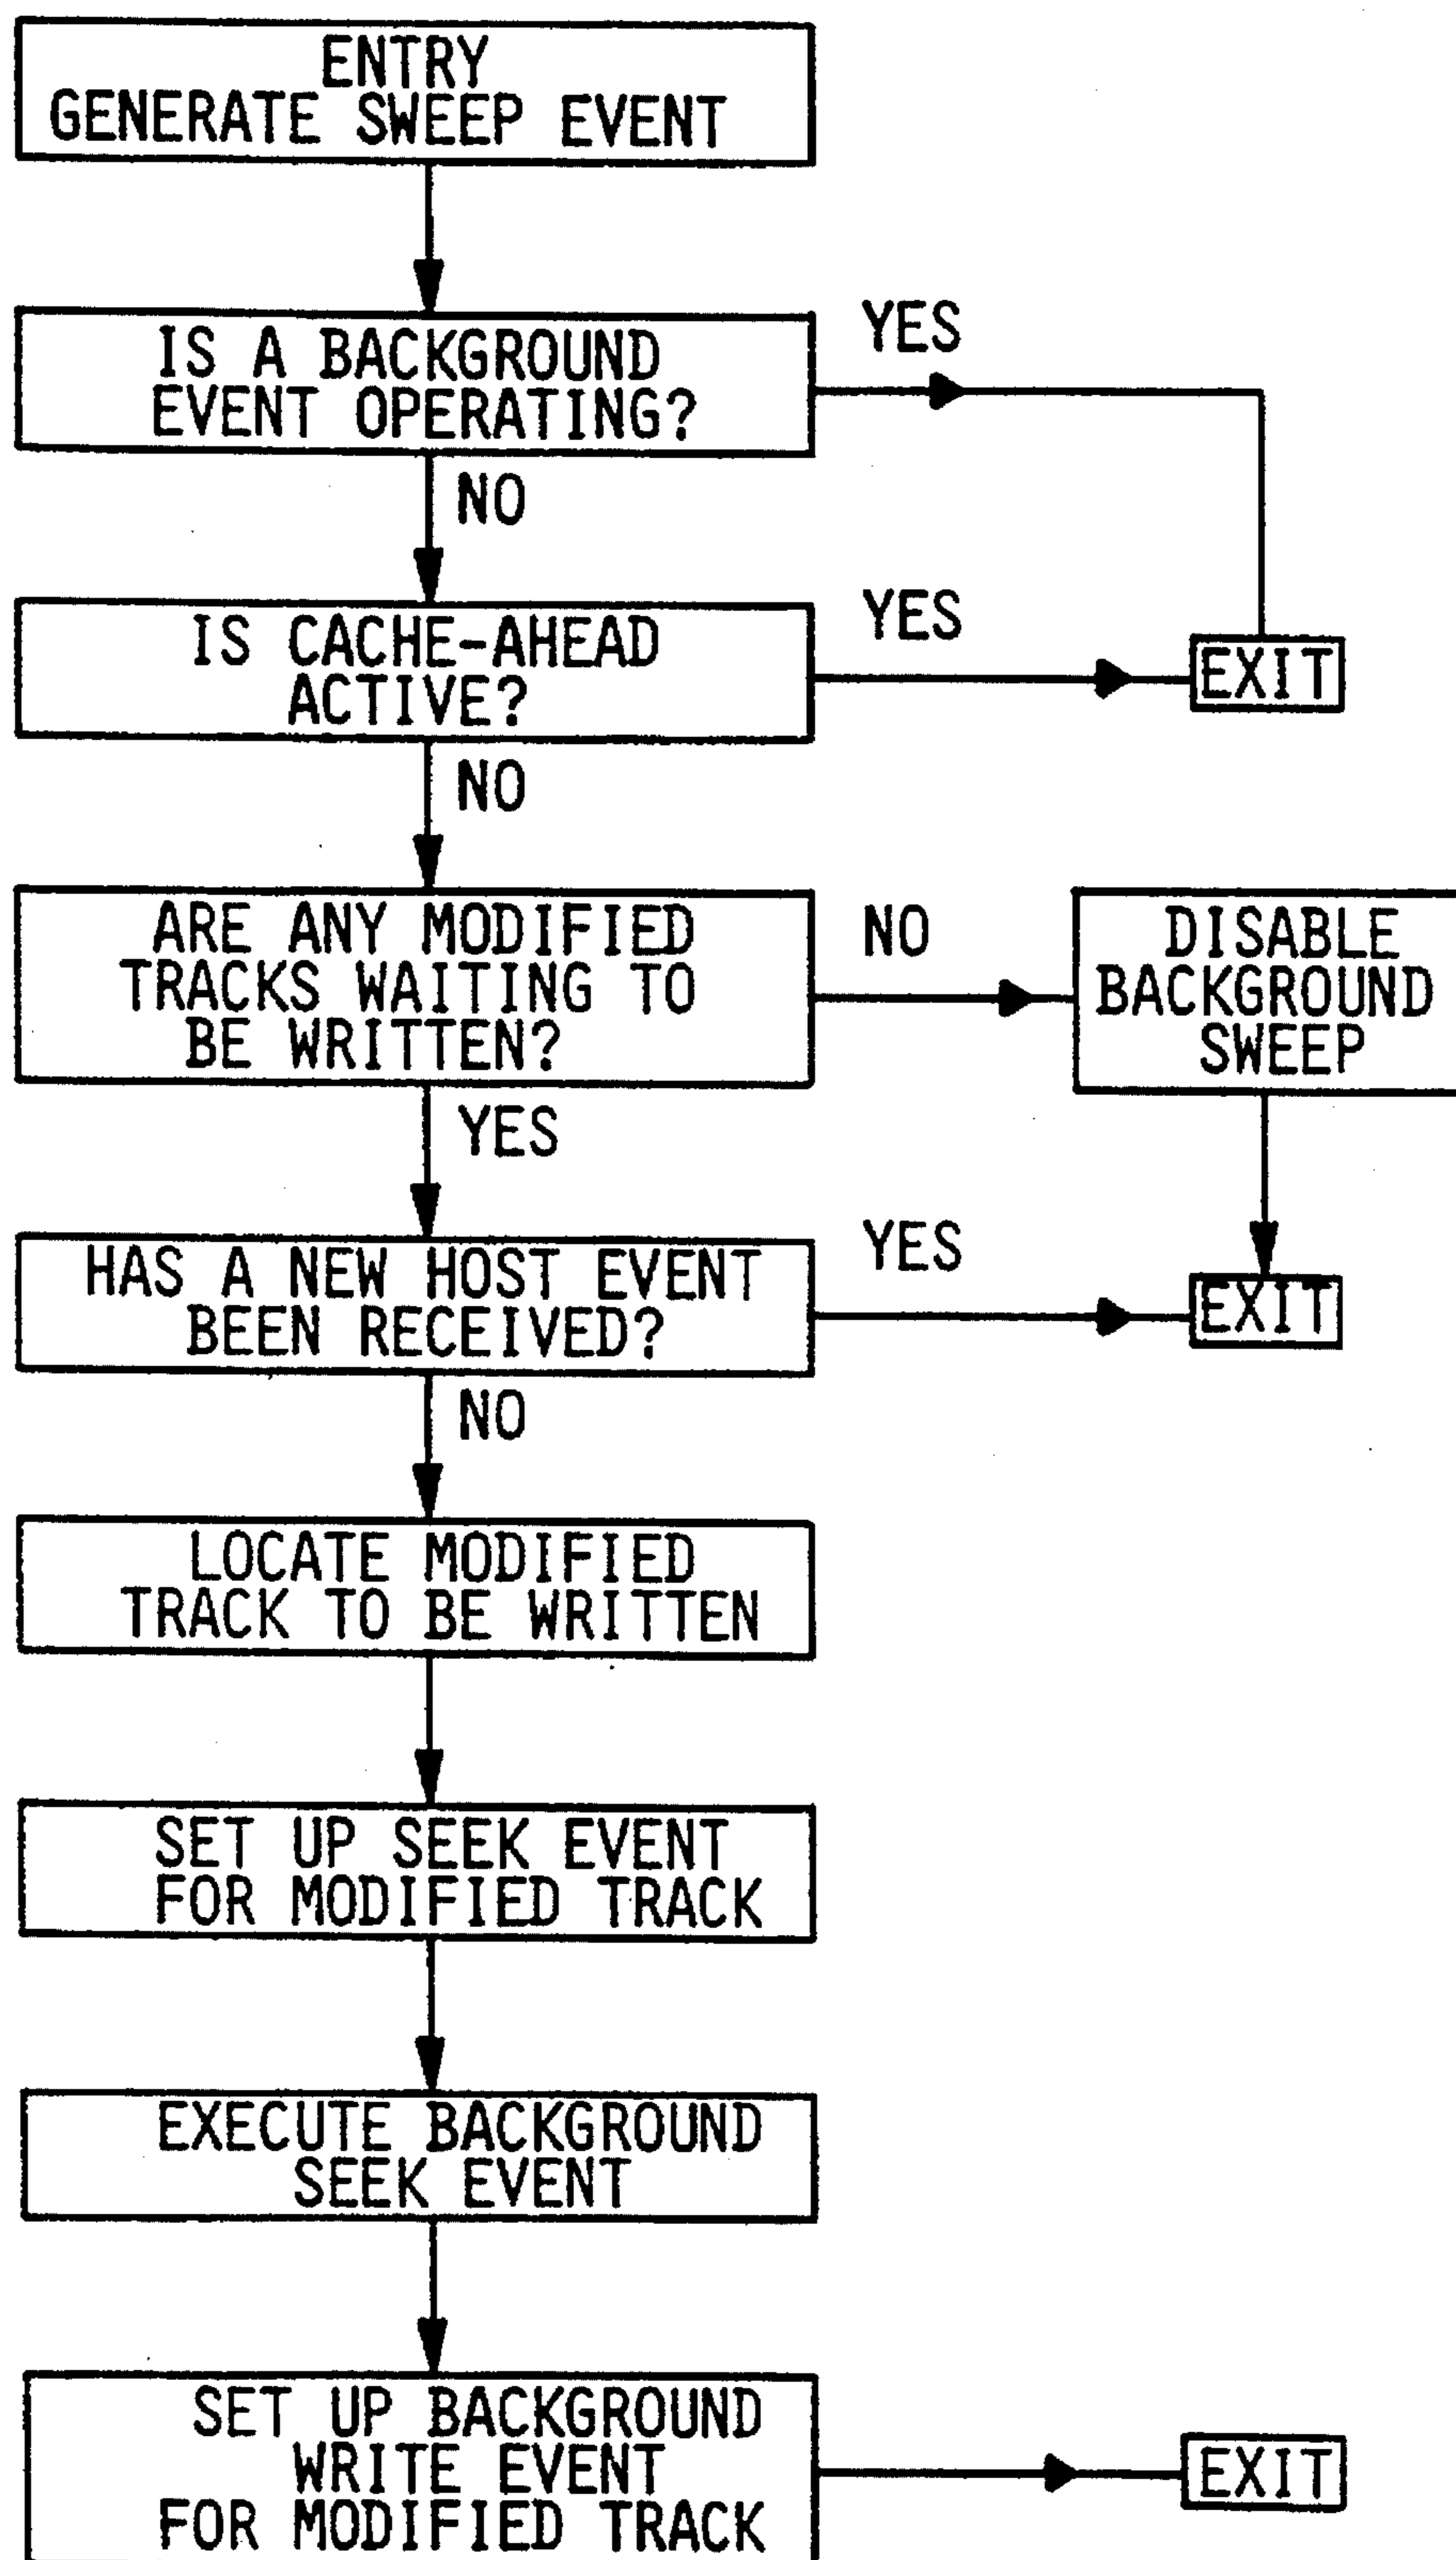 ENTRY
GENERATE SWEEP EVENT
IS A BACKGROUND
EVENT OPERATING?
YES
NO
IS CACHE-AHEAD
ACTIVE?
YES
EXIT
NO
ARE ANY MODIFIED
TRACKS WAITING TO
BE WRITTEN?
NO
DISABLE
BACKGROUND
SWEEP
YES
HAS A NEW HOST EVENT
BEEN RECEIVED?
YES
EXIT
NO
LOCATE MODIFIED
TRACK TO BE WRITTEN
SET UP SEEK EVENT
FOR MODIFIED TRACK
EXECUTE BACKGROUND
SEEK EVENT
SET UP BACKGROUND
WRITE EVENT
FOR MODIFIED TRACK
EXIT